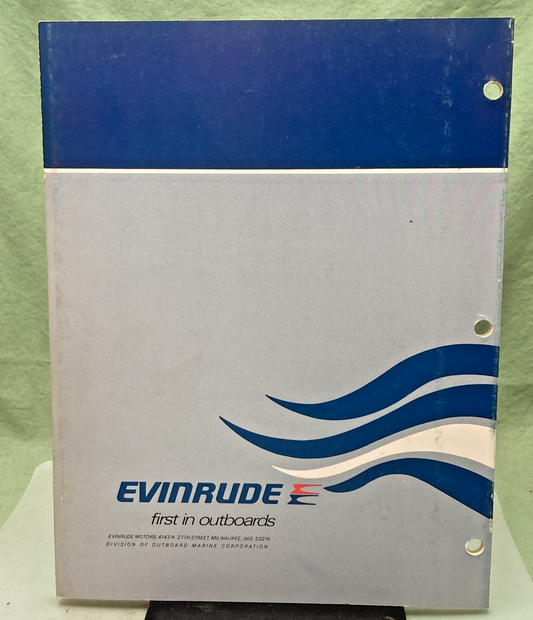 EVINRUDE
first in outboards
EVINRUDE MOTORS, 4143 N. 27TH STREET, MILWAUKEE, WIS. 53216
DIVISION OF OUTBOARD MARINE CORPORATION